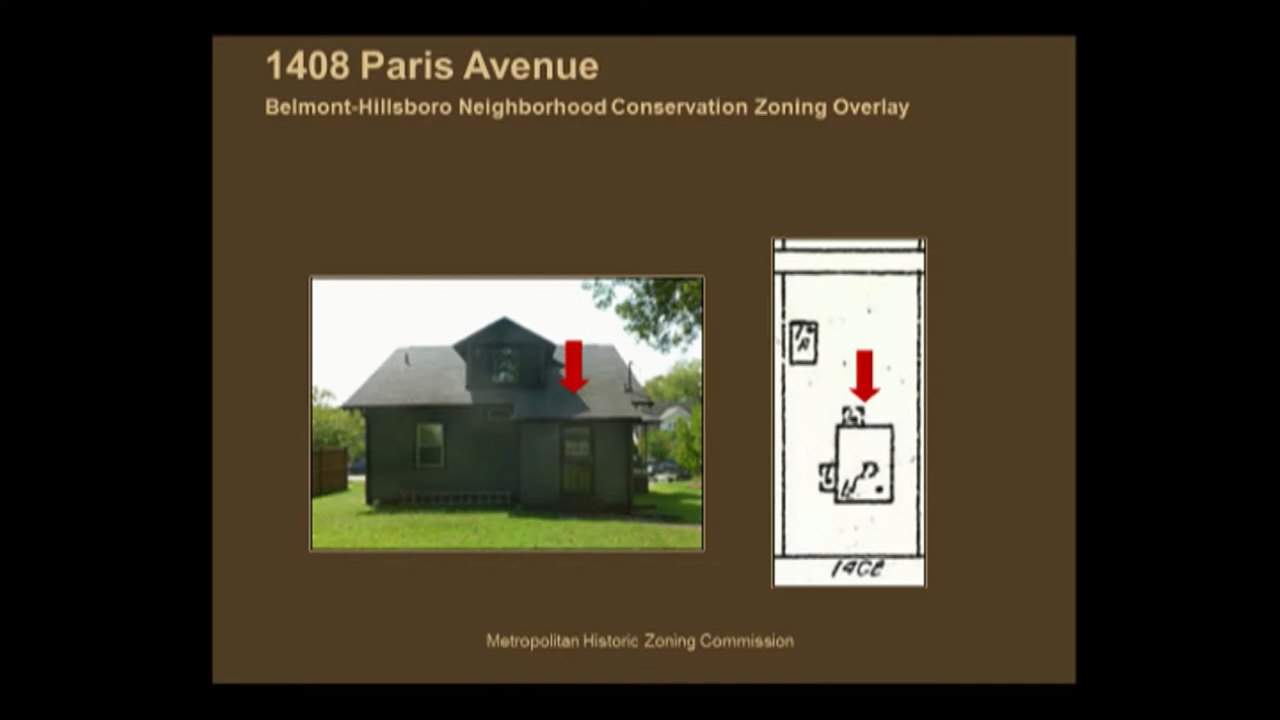 1408 Paris Avenue
Belmont-Hillsboro Neighborhood Conservation Zoning Overlay
D.
1408
Metropolitan Historic Zoning Commission